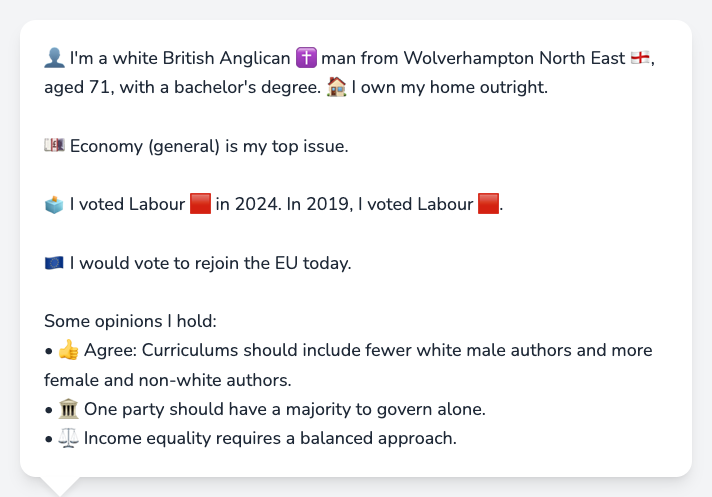 👤 I'm a white British Anglican ✝️ man from Wolverhampton North East 🏴󠁧󠁢󠁥󠁮󠁧󠁿,
aged 71, with a bachelor's degree. 🏠 I own my home outright.
💷 Economy (general) is my top issue.
🗳️ I voted Labour 🟥 in 2024. In 2019, I voted Labour 🟥.
🇪🇺 I would vote to rejoin the EU today.
Some opinions I hold:
• 👍 Agree: Curriculums should include fewer white male authors and more
female and non-white authors.
• 🏛️ One party should have a majority to govern alone.
• ⚖️ Income equality requires a balanced approach.